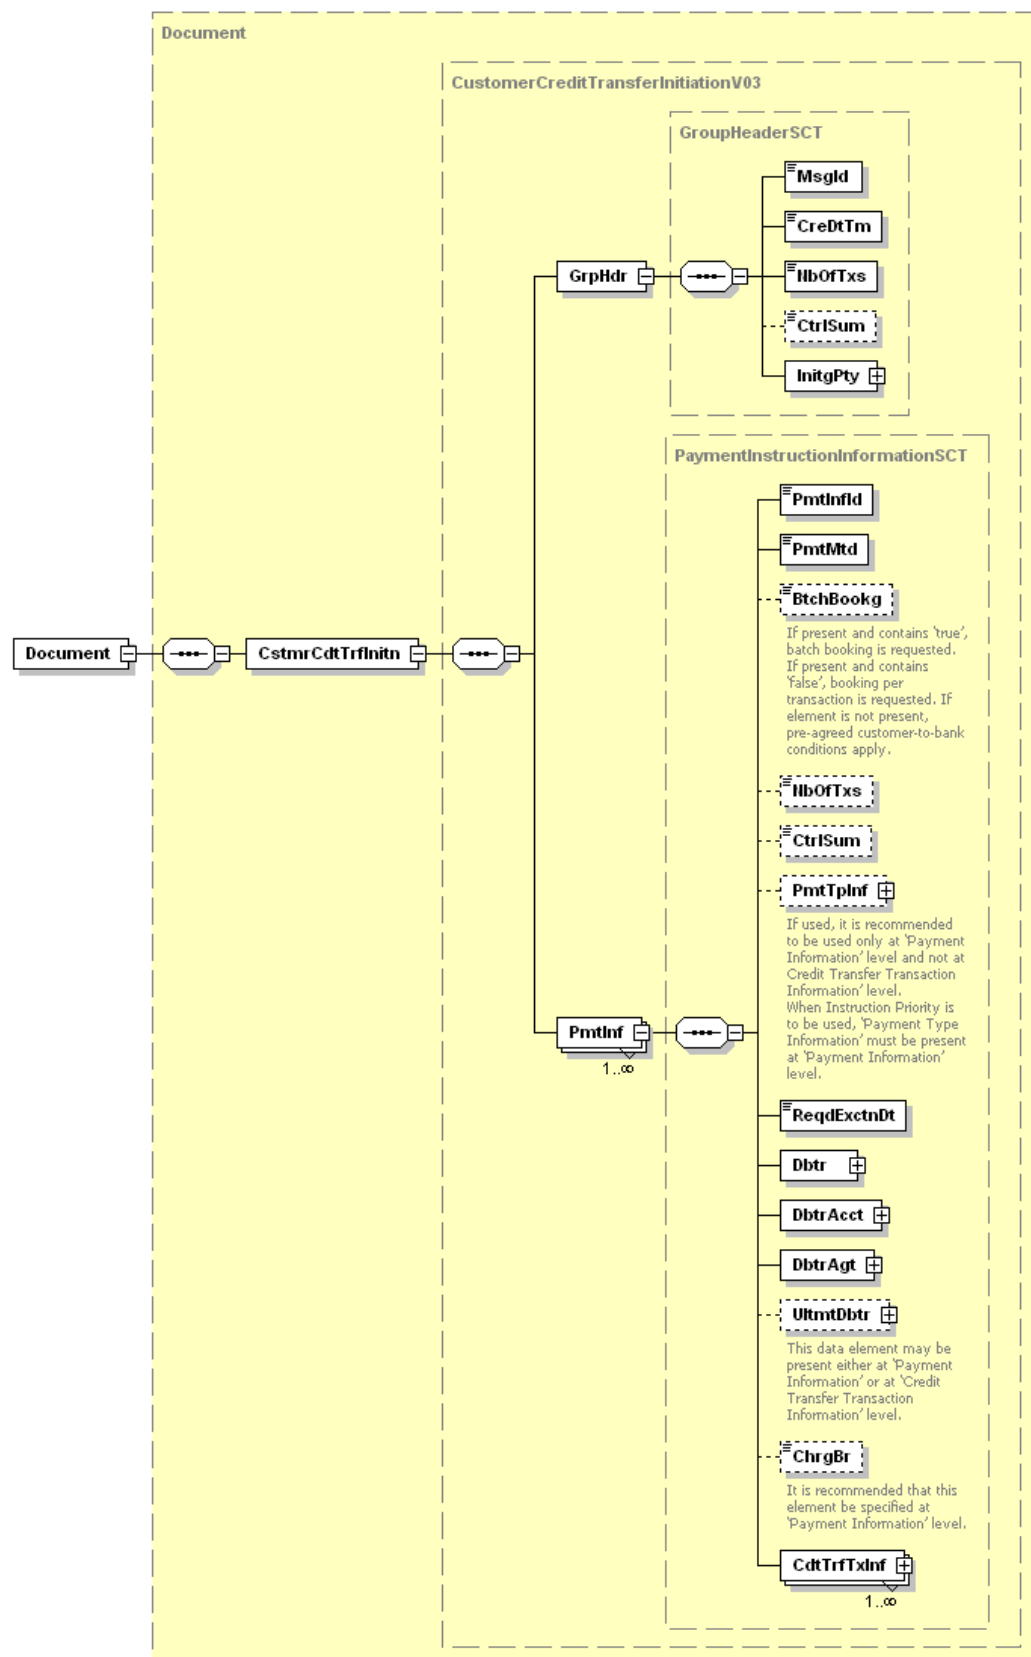 Document
CustomerCreditTransferInitiationV03
GroupHeaderSCT
MsgId
CreDtTm
GrpHdr
NbOfTxs
CtrlSum
InitgPty
PaymentInstructionInformationSCT
PmtInfId
PmtMtd
BtchBookg
If present and contains 'true',
batch booking is requested.
If present and contains
'false', booking per
transaction is requested. If
element is not present,
pre-agreed customer-to-bank
conditions apply.
Document
CstmrCdtTrfInitn
NbOfTxs
CtrlSum
PmtTpInf
If used, it is recommended
to be used only at 'Payment
Information' level and not at
Credit Transfer Transaction
Information' level.
When Instruction Priority is
to be used, 'Payment Type
Information' must be present
at 'Payment Information'
level.
PmtInf
1..∞
ReqdExctnDt
Dbtr
DbtrAcct
DbtrAgt
UltmtDbtr
This data element may be
present either at 'Payment
Information' or at 'Credit
Transfer Transaction
Information' level.
ChrgBr
It is recommended that this
element be specified at
'Payment Information' level.
CdtTrfTxInf
1..∞